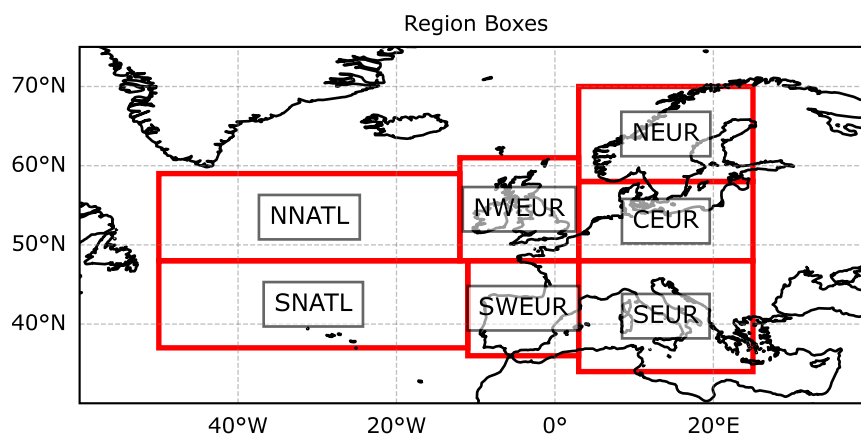 Region Boxes
70°N
60°N
50°N
40°N
NEUR
NNATL
NWEUR
CEUR
SNATL
SWEUR
SEUR
40°W
20°W
0°
20°E